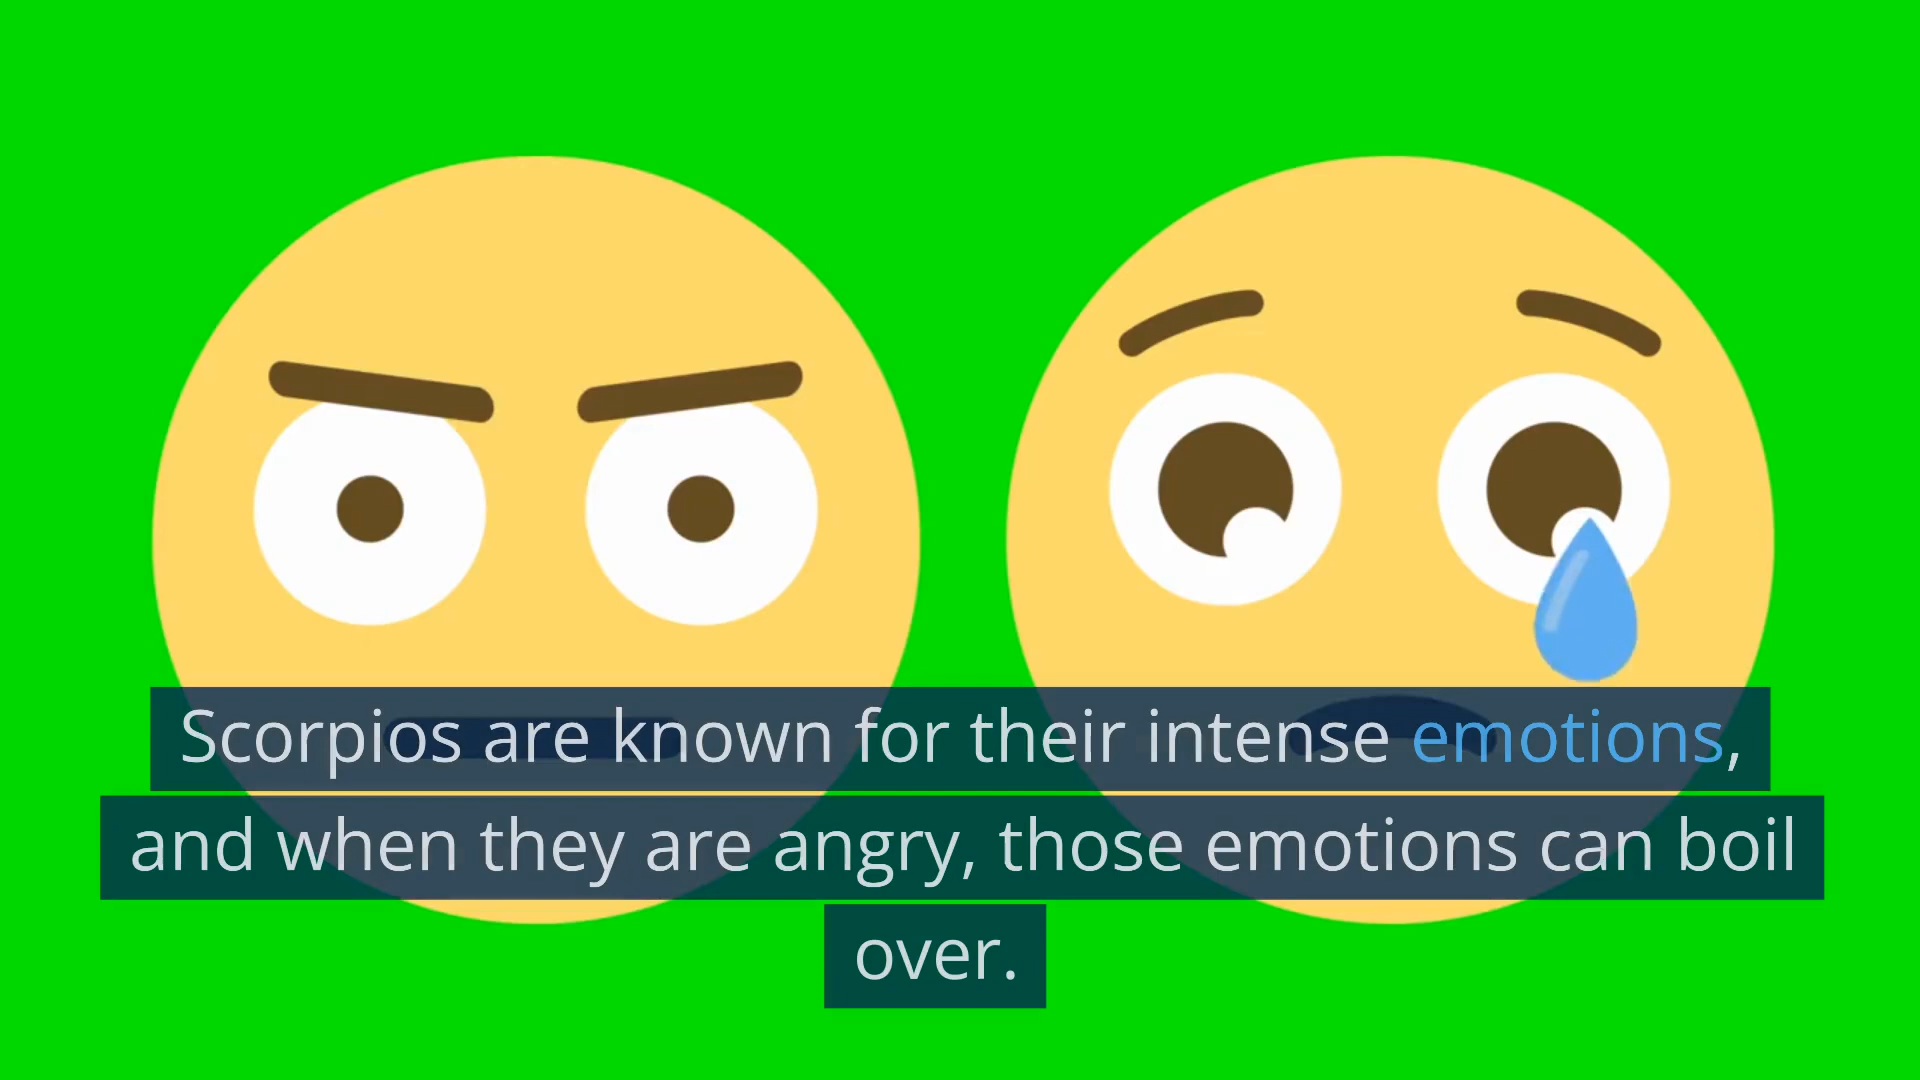 Scorpios are known for their intense emotions,
and when they are angry, those emotions can boil
over.